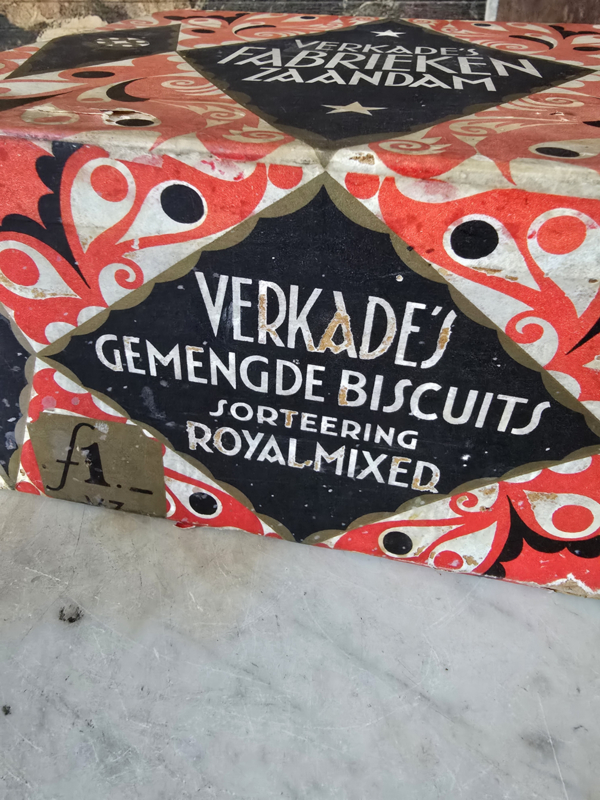 VERKADE'S
FABRIEKEN
ZAANDAM
VERKADE'S
GEMENGDE BISCUITS
SORTEERING
ROYAL-MIXED
f1.—